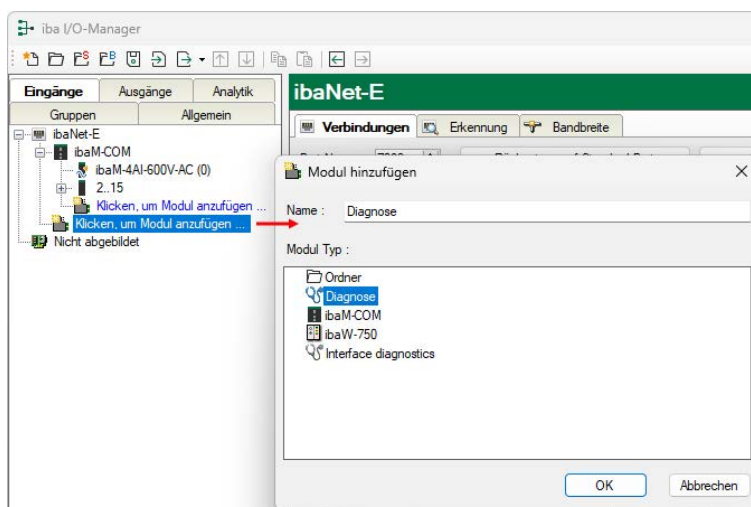 iba I/O-Manager
Eingänge Ausgänge Analytik
Gruppen Allgemein
ibaNet-E
ibaM-COM
ibaM-4AI-600V-AC (0)
2..15
Klicken, um Modul anzufügen ...
Klicken, um Modul anzufügen ...
Nicht abgebildet
ibaNet-E
Verbindungen Erkennung Bandbreite
Modul hinzufügen
Name : Diagnose
Modul Typ :
Ordner
Diagnose
ibaM-COM
ibaW-750
Interface diagnostics
OK Abbrechen